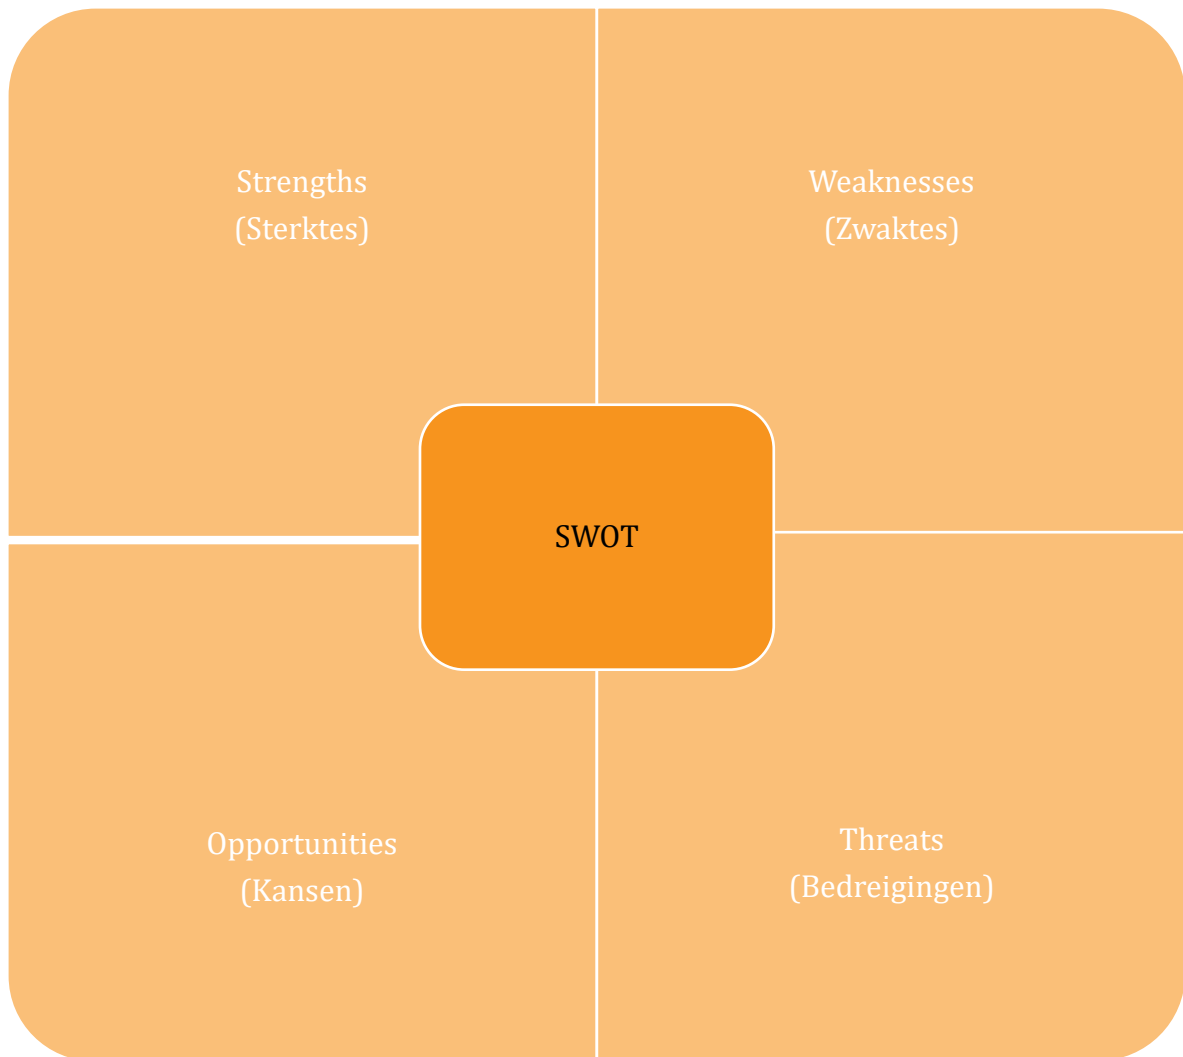 Strengths
(Sterktes)
Weaknesses
(Zwaktes)
SWOT
Opportunities
(Kansen)
Threats
(Bedreigingen)